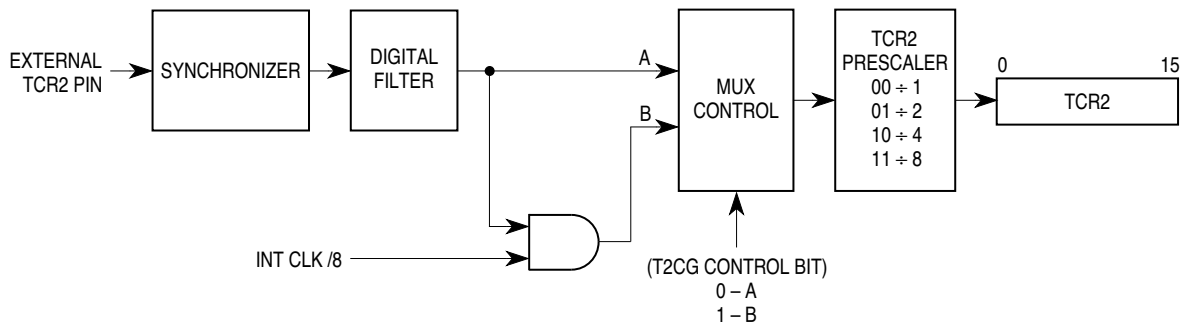 EXTERNAL
TCR2 PIN
SYNCHRONIZER
DIGITAL
FILTER
A
B
MUX
CONTROL
TCR2
PRESCALER
00 ÷ 1
01 ÷ 2
10 ÷ 4
11 ÷ 8
0 15
TCR2
INT CLK /8
(T2CG CONTROL BIT)
0 – A
1 – B